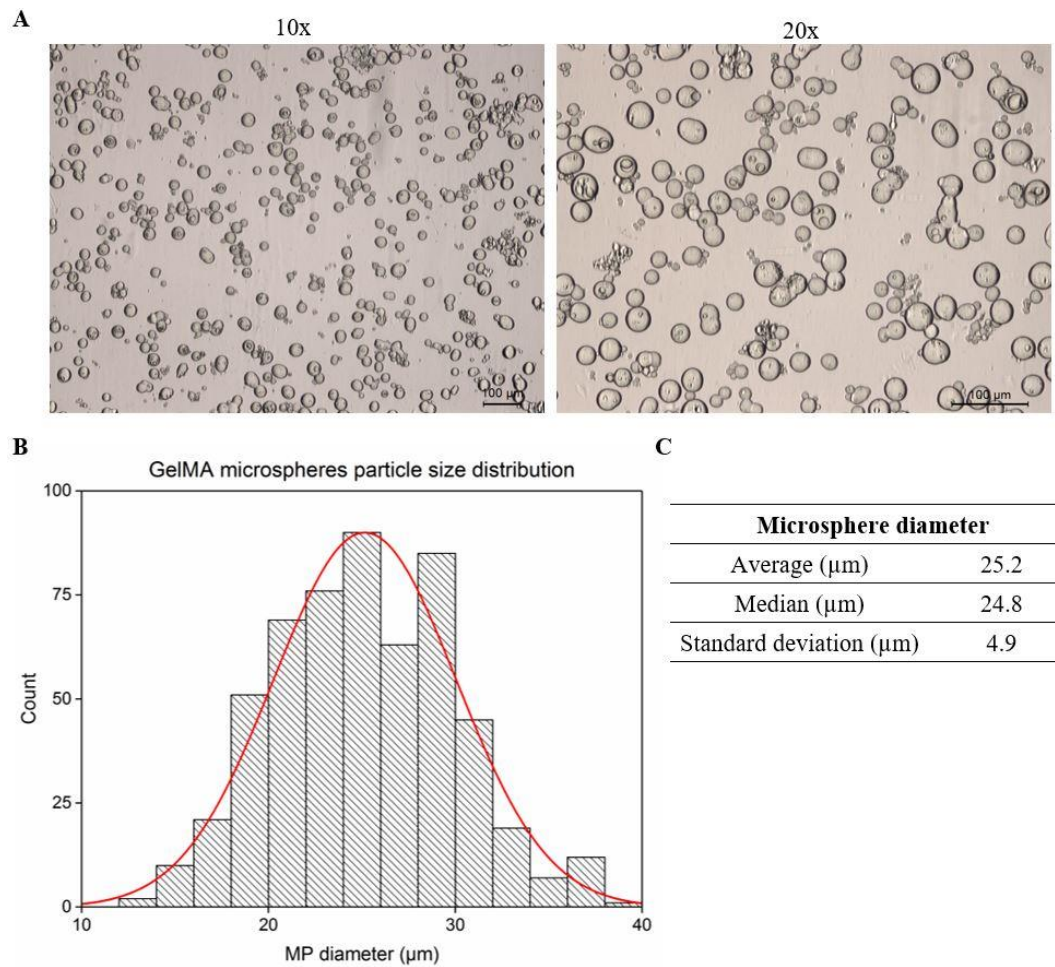 A
10x
20x
100 µm
100 µm
B
GelMA microspheres particle size distribution
100
75
50
25
0
Count
10
20
30
40
MP diameter (µm)
C
Microsphere diameter
Average (µm) 25.2
Median (µm) 24.8
Standard deviation (µm) 4.9